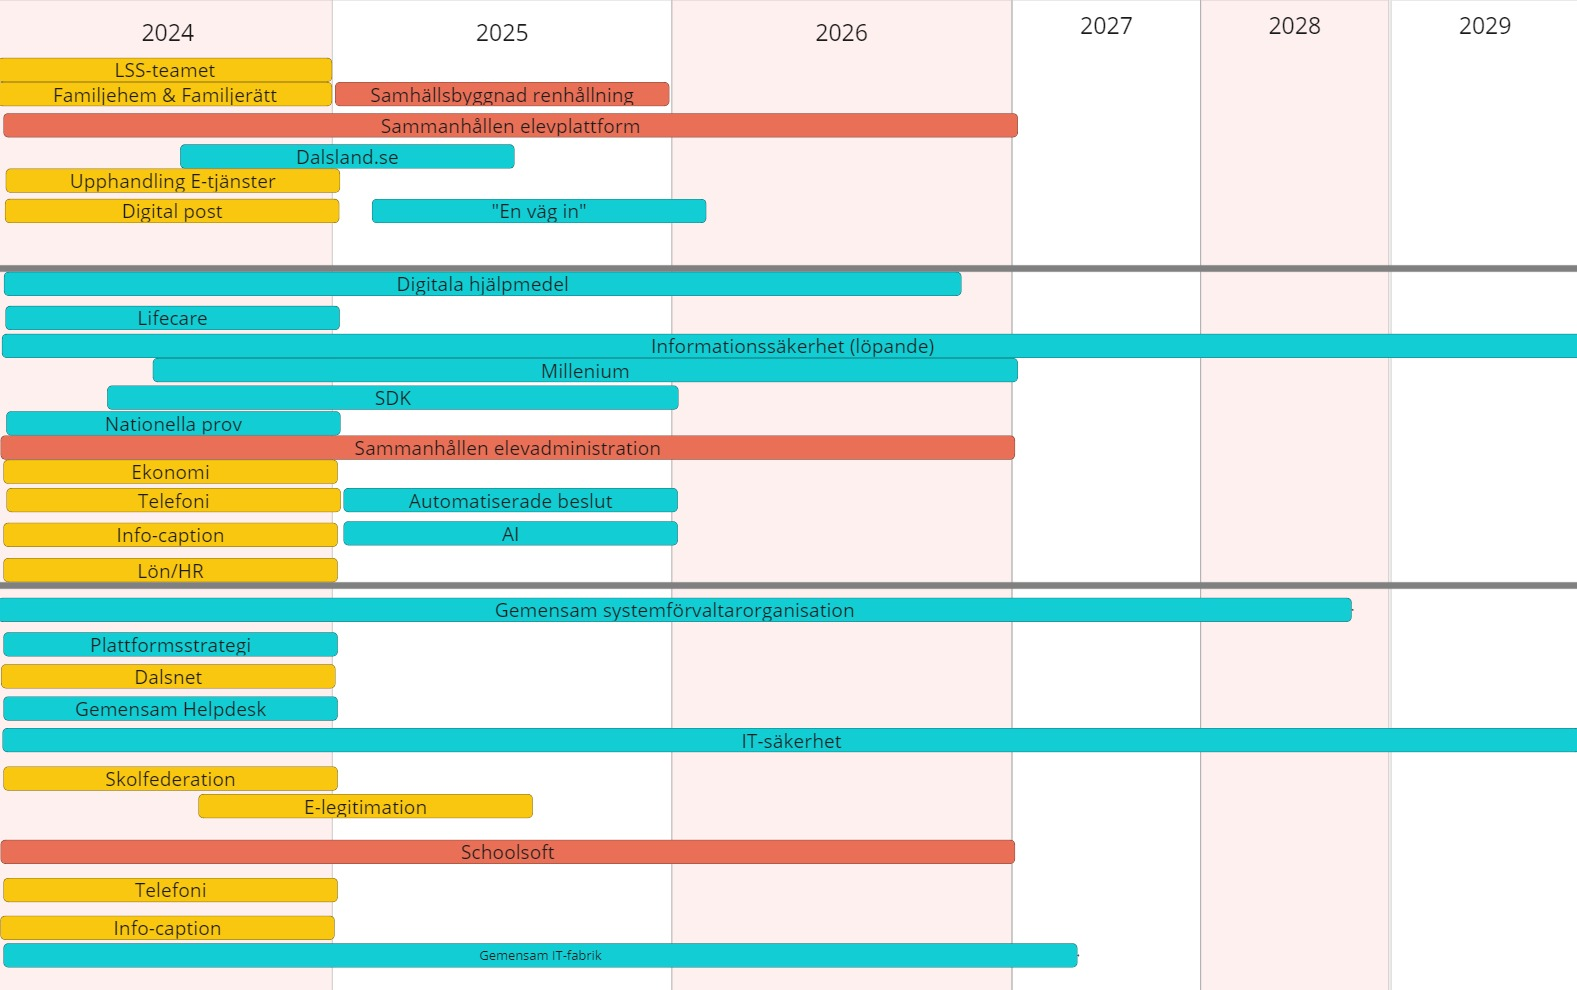 2024
2025
2026
2027
2028
2029
LSS-teamet
Familjehem & Familjerätt
Samhällsbyggnad renhållning
Sammanhållen elevplattform
Dalsland.se
Upphandling E-tjänster
Digital post
"En väg in"
Digitala hjälpmedel
Lifecare
Informationssäkerhet (löpande)
Millenium
SDK
Nationella prov
Sammanhållen elevadministration
Ekonomi
Telefoni
Automatiserade beslut
Info-caption
AI
Lön/HR
Gemensam systemförvaltarorganisation
Plattformsstrategi
Dalsnet
Gemensam Helpdesk
IT-säkerhet
Skolfederation
E-legitimation
Schoolsoft
Telefoni
Info-caption
Gemensam IT-fabrik